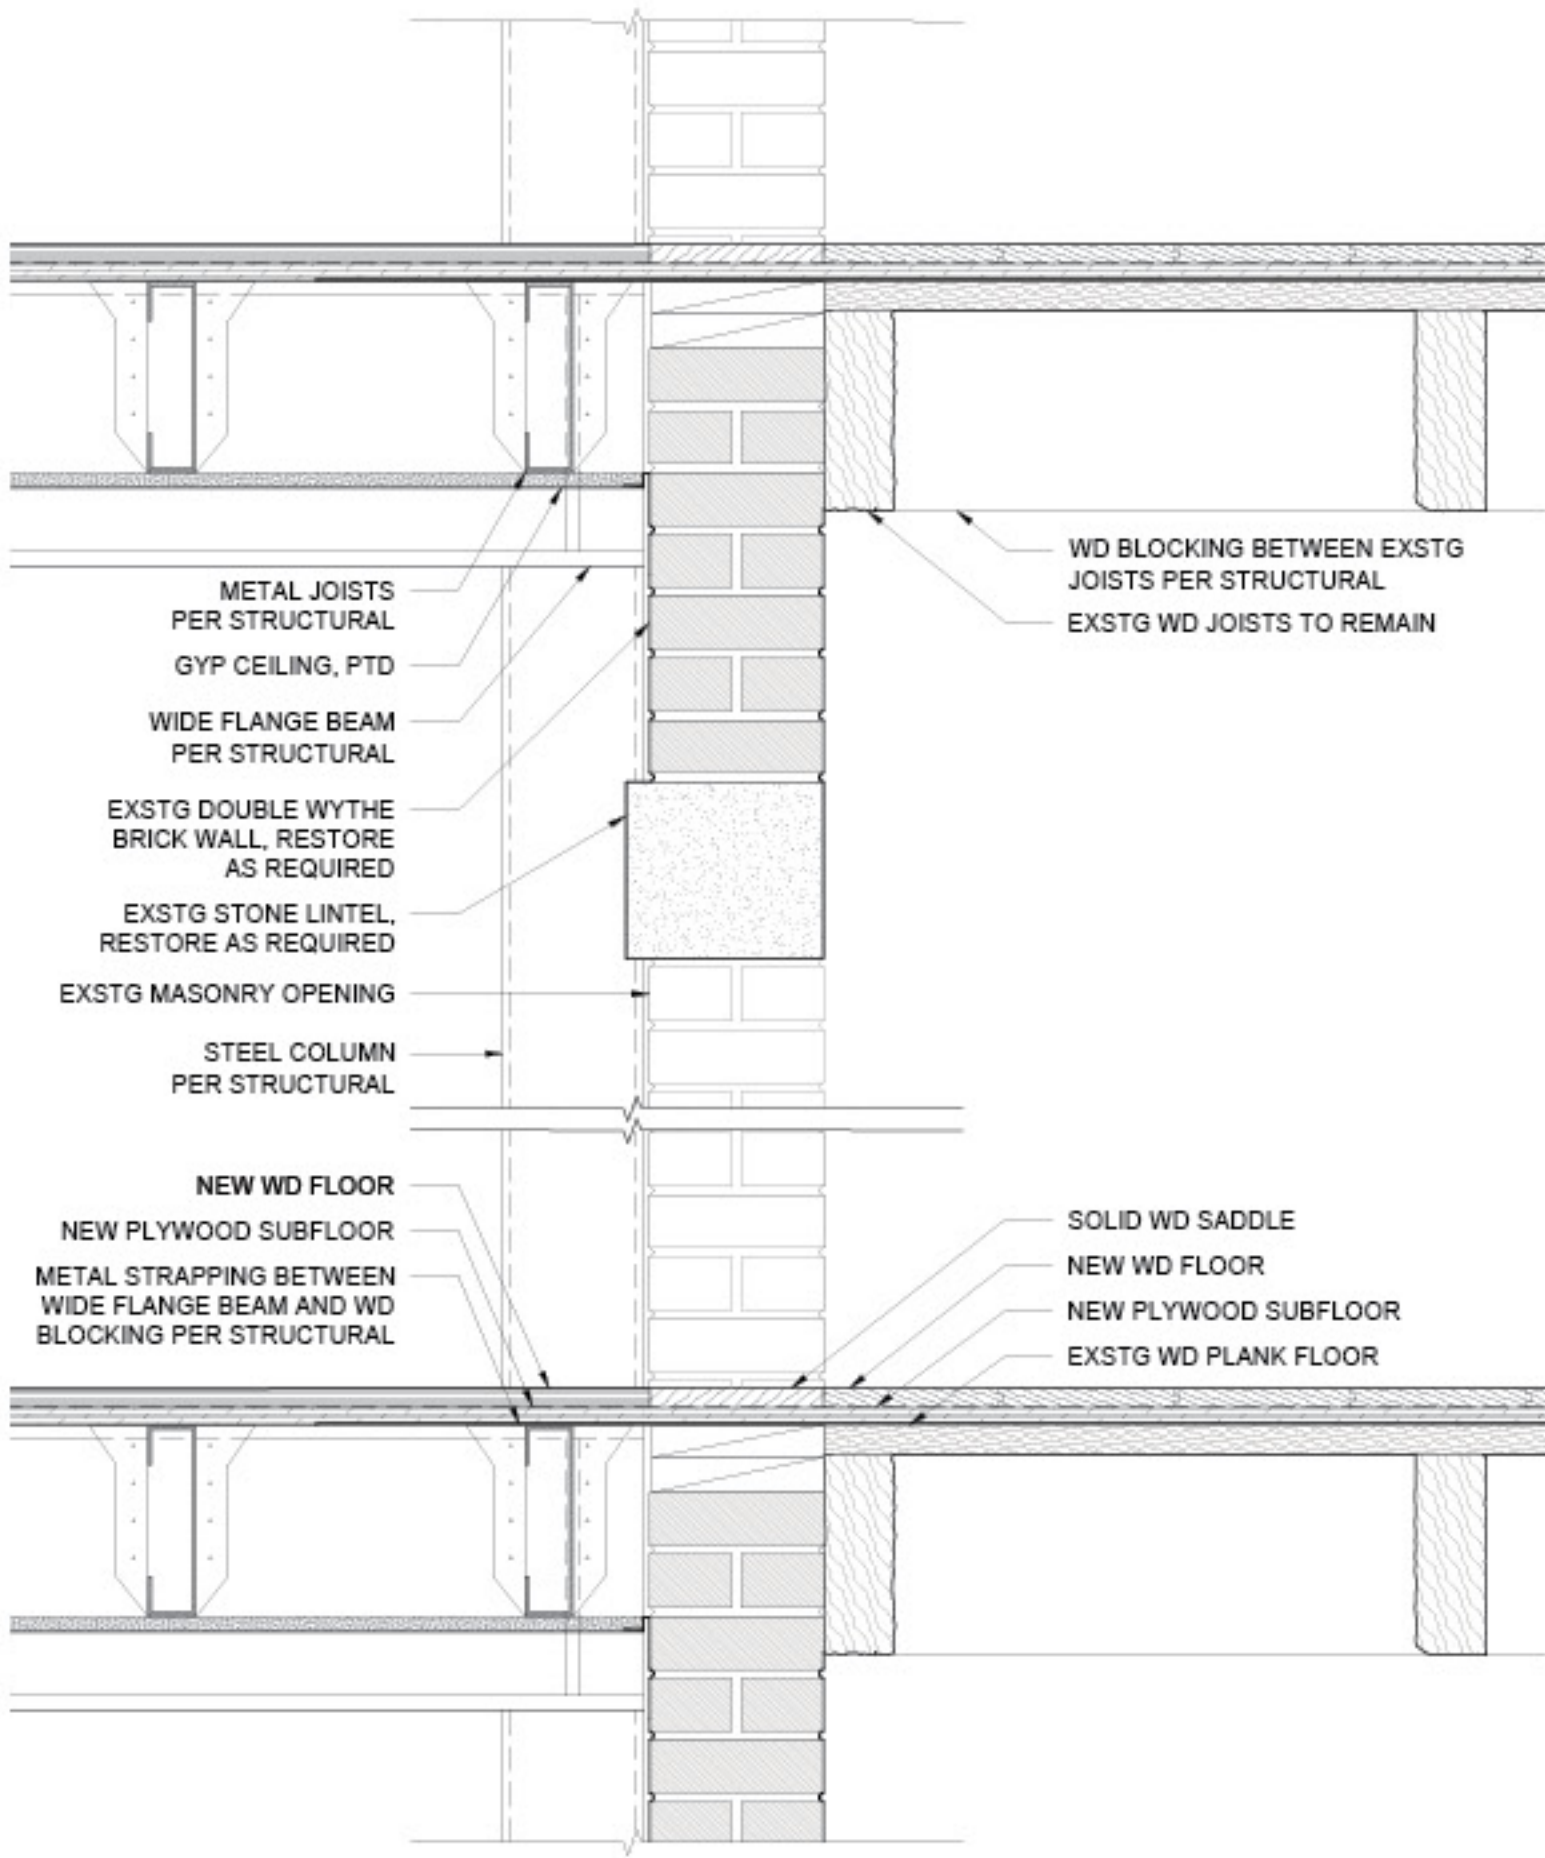 METAL JOISTS
PER STRUCTURAL
GYP CEILING, PTD
WIDE FLANGE BEAM
PER STRUCTURAL
EXSTG DOUBLE WYTHE
BRICK WALL, RESTORE
AS REQUIRED
EXSTG STONE LINTEL,
RESTORE AS REQUIRED
EXSTG MASONRY OPENING
STEEL COLUMN
PER STRUCTURAL
WD BLOCKING BETWEEN EXSTG
JOISTS PER STRUCTURAL
EXSTG WD JOISTS TO REMAIN
NEW WD FLOOR
NEW PLYWOOD SUBFLOOR
METAL STRAPPING BETWEEN
WIDE FLANGE BEAM AND WD
BLOCKING PER STRUCTURAL
SOLID WD SADDLE
NEW WD FLOOR
NEW PLYWOOD SUBFLOOR
EXSTG WD PLANK FLOOR